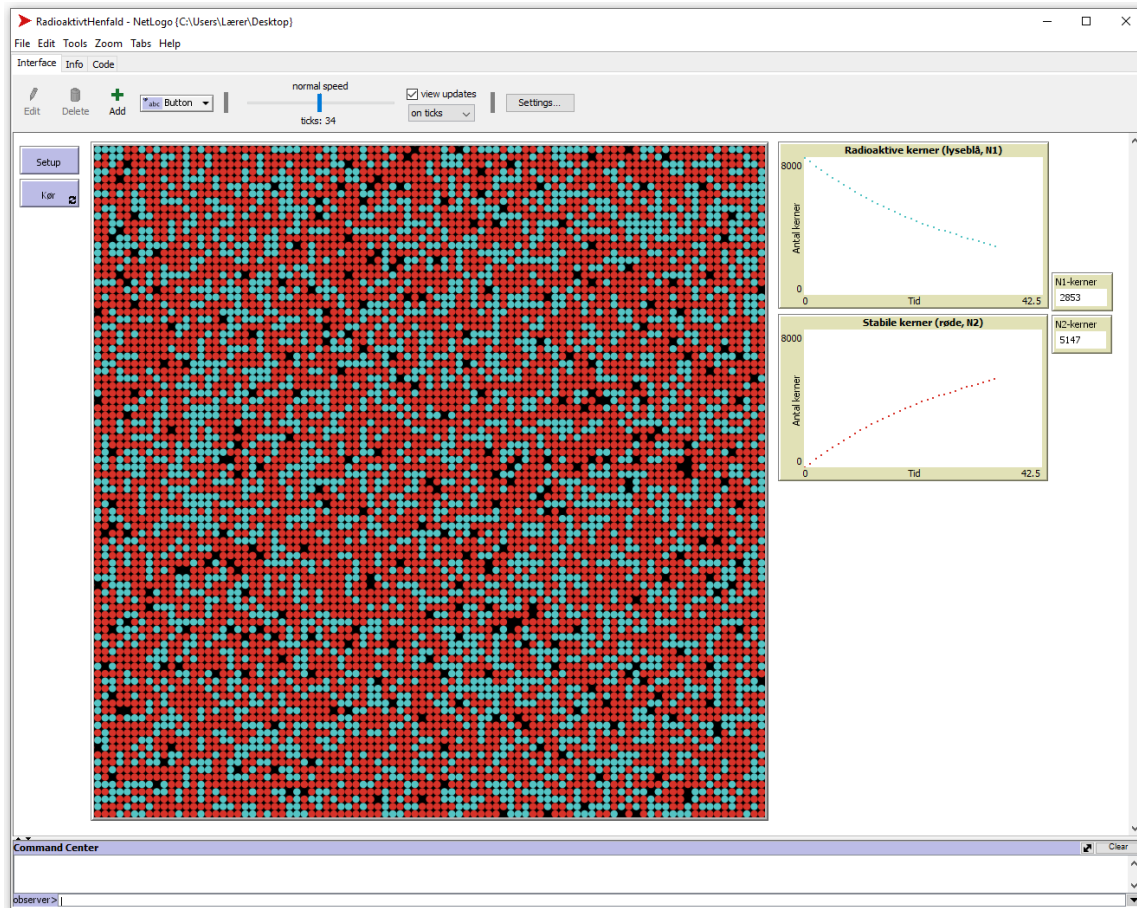 RadioaktivtHenfald - NetLogo {C:\Users\Lærer\Desktop}
File Edit Tools Zoom Tabs Help
Interface Info Code
Edit Delete Add
abc Button
normal speed
ticks: 34
view updates
on ticks
Settings...
Setup
Kør
Radioaktive kerner (lyseblå, N1)
8000
Antal kerner
0
0 Tid 42.5
N1-kerner
2853
Stabile kerner (røde, N2)
8000
Antal kerner
0
0 Tid 42.5
N2-kerner
5147
Command Center
Clear
observer>